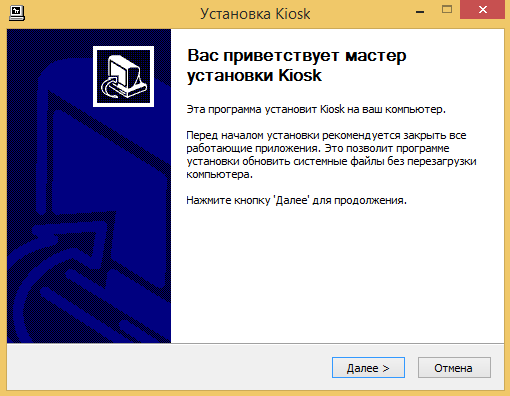 Установка Kiosk
Вас приветствует мастер
установки Kiosk
Эта программа установит Kiosk на ваш компьютер.
Перед началом установки рекомендуется закрыть все
работающие приложения. Это позволит программе
установки обновить системные файлы без перезагрузки
компьютера.
Нажмите кнопку 'Далее' для продолжения.
Далее >
Отмена